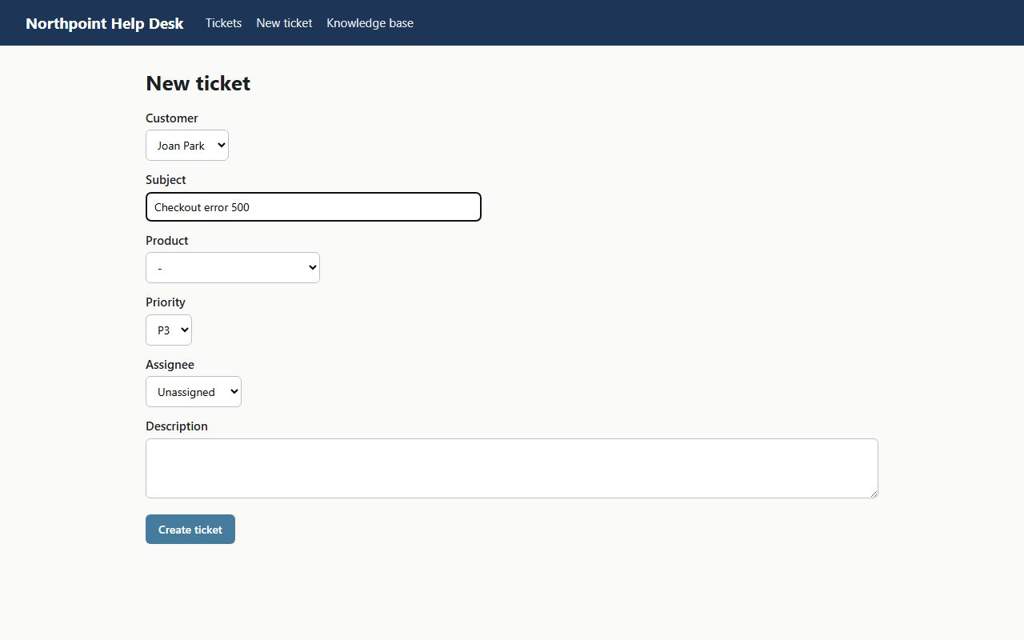 Northpoint Help Desk Tickets New ticket Knowledge base
New ticket
Customer
Joan Park
Subject
Checkout error 500
Product
-
Priority
P3
Assignee
Unassigned
Description
Create ticket